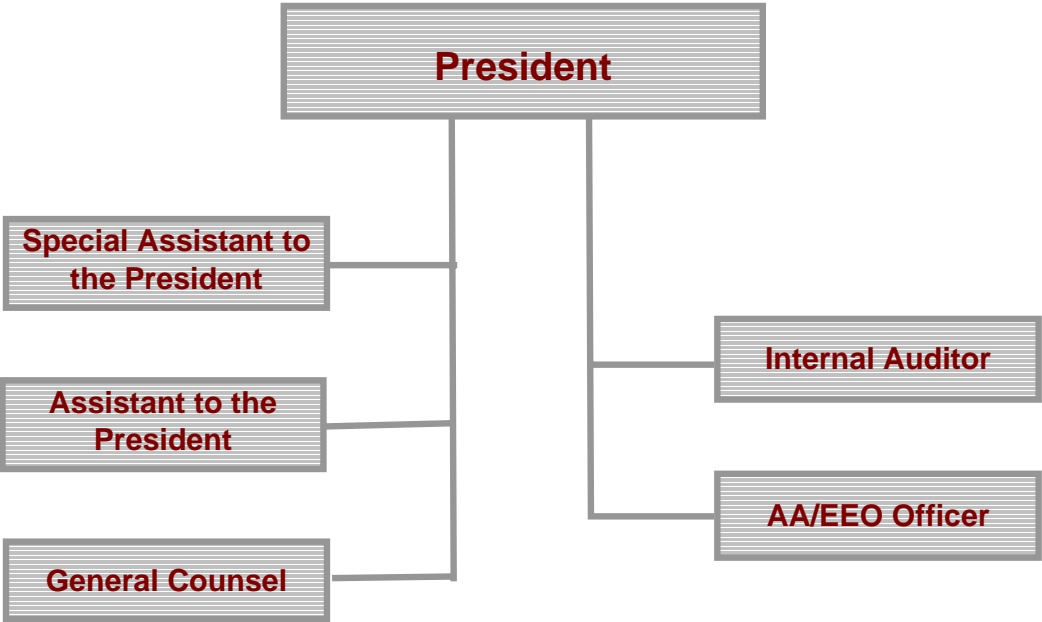 President
Special Assistant to
the President
Internal Auditor
Assistant to the
President
AA/EEO Officer
General Counsel